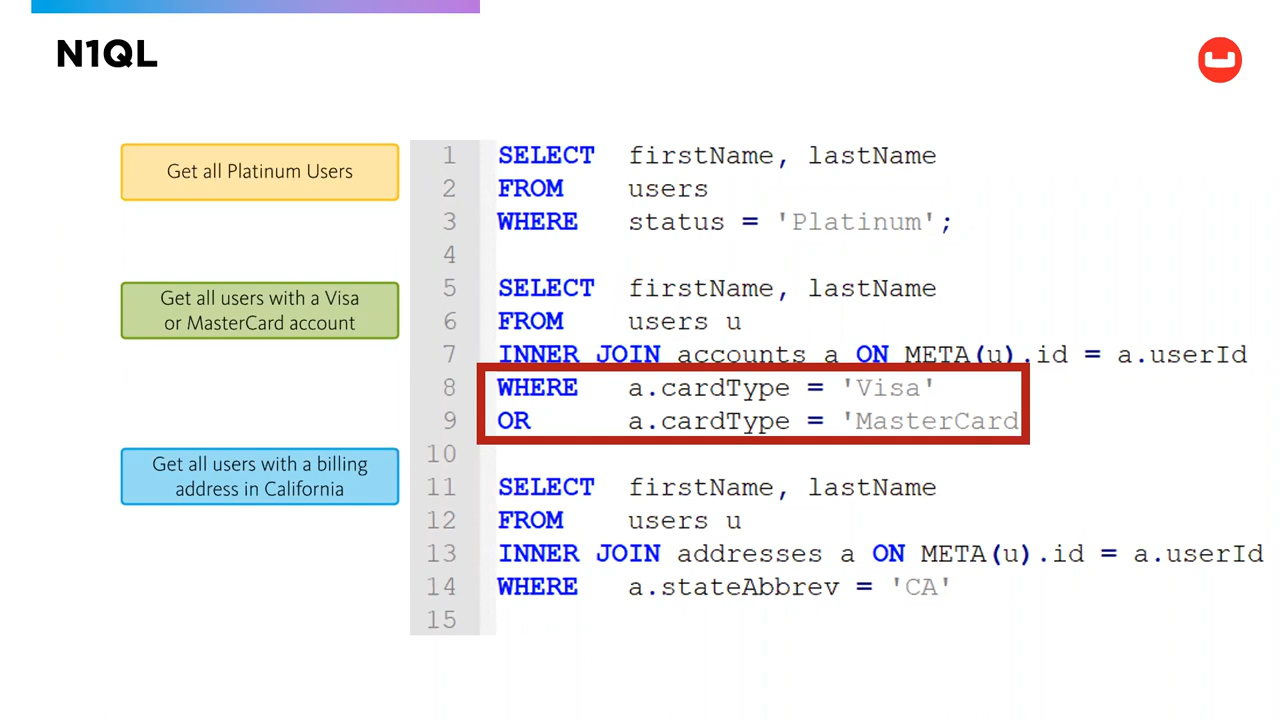 N1QL
Get all Platinum Users
1 SELECT firstName, lastName
2 FROM users
3 WHERE status = 'Platinum';
4
Get all users with a Visa
or MasterCard account
5 SELECT firstName, lastName
6 FROM users u
7 INNER JOIN accounts a ON META(u).id = a.userId
8 WHERE a.cardType = 'Visa'
9 OR a.cardType = 'MasterCard
10
Get all users with a billing
address in California
11 SELECT firstName, lastName
12 FROM users u
13 INNER JOIN addresses a ON META(u).id = a.userId
14 WHERE a.stateAbbrev = 'CA'
15